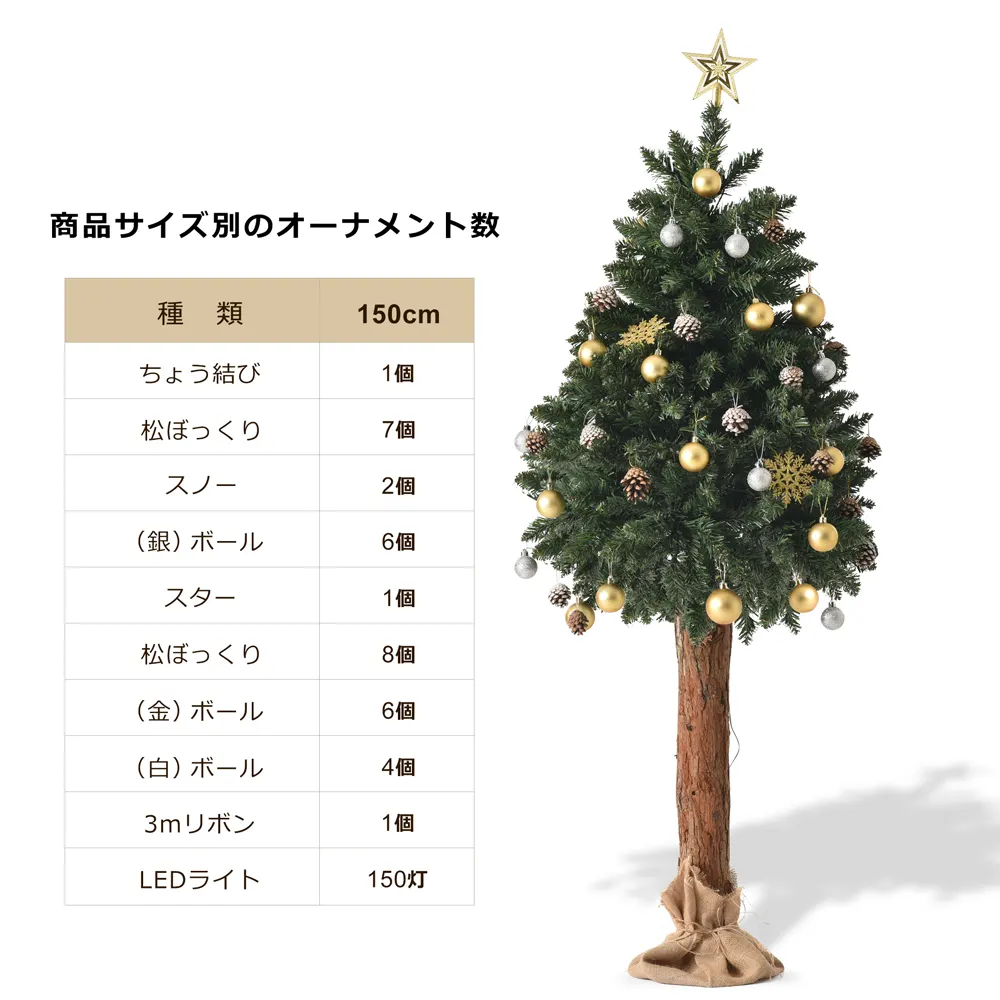 商品サイズ別のオーナメント数
種 類 150cm
ちょう結び 1個
松ぼっくり 7個
スノー 2個
(銀)ボール 6個
スター 1個
松ぼっくり 8個
(金)ボール 6個
(白)ボール 4個
3mリボン 1個
LEDライト 150灯